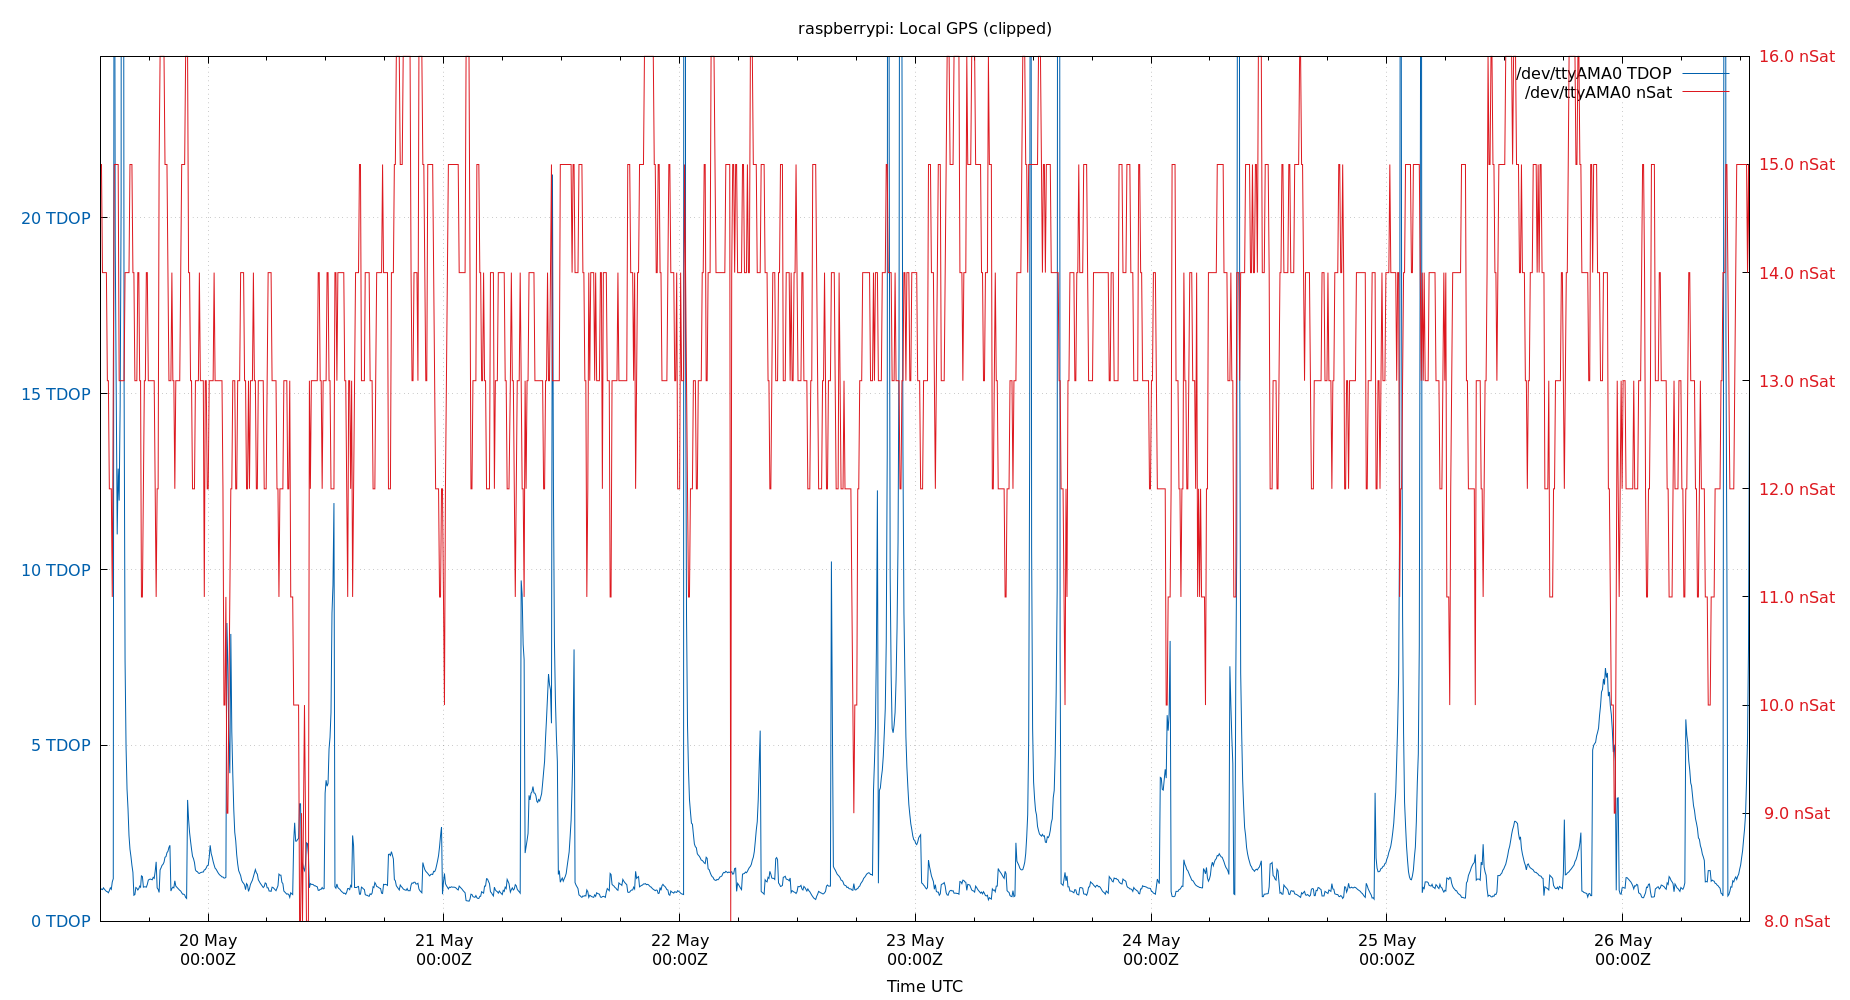 raspberrypi: Local GPS (clipped)
/dev/ttyAMA0 TDOP
/dev/ttyAMA0 nSat
20 TDOP
15 TDOP
10 TDOP
5 TDOP
0 TDOP
16.0 nSat
15.0 nSat
14.0 nSat
13.0 nSat
12.0 nSat
11.0 nSat
10.0 nSat
9.0 nSat
8.0 nSat
20 May
00:00Z
21 May
00:00Z
22 May
00:00Z
23 May
00:00Z
24 May
00:00Z
25 May
00:00Z
26 May
00:00Z
Time UTC